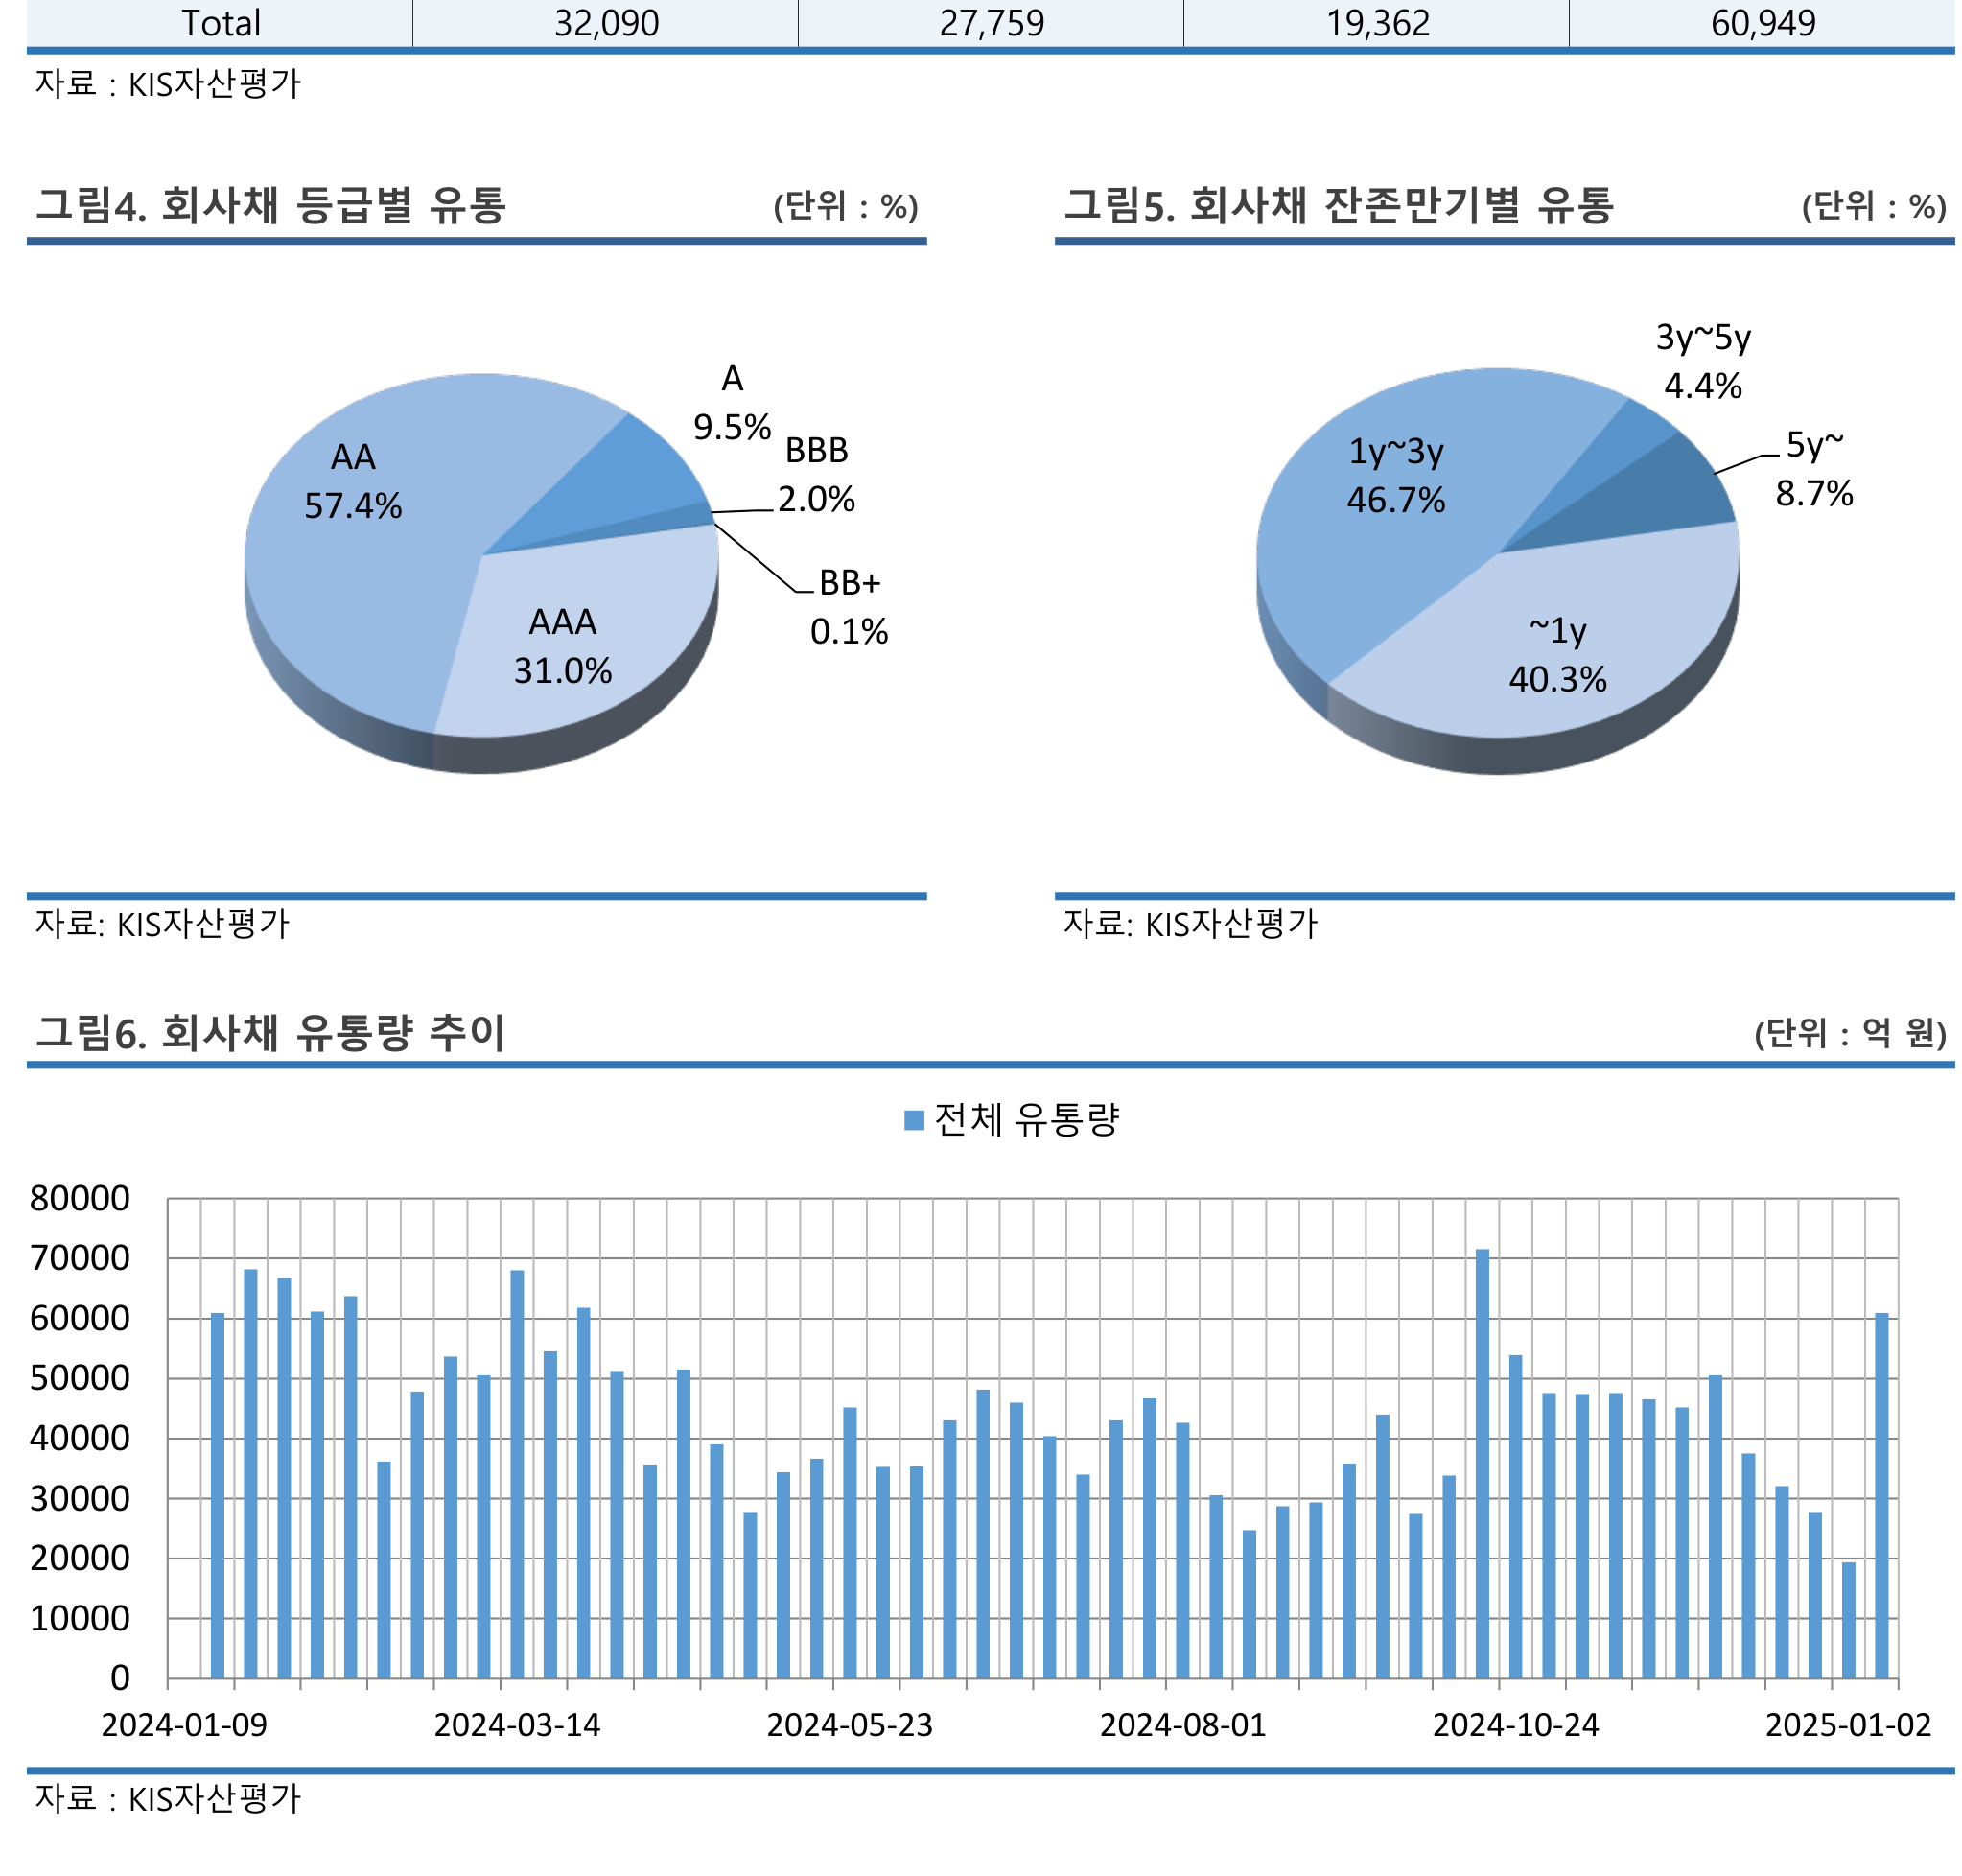 Total 32,090 27,759 19,362 60,949
자료 : KIS자산평가
그림4. 회사채 등급별 유통 (단위 : %)
AA
57.4%
A
9.5%
BBB
2.0%
BB+
0.1%
AAA
31.0%
자료: KIS자산평가
그림5. 회사채 잔존만기별 유통 (단위 : %)
3y~5y
4.4%
1y~3y
46.7%
5y~
8.7%
~1y
40.3%
자료: KIS자산평가
그림6. 회사채 유통량 추이 (단위 : 억 원)
전체 유통량
80000
70000
60000
50000
40000
30000
20000
10000
0
2024-01-09 2024-03-14 2024-05-23 2024-08-01 2024-10-24 2025-01-02
자료 : KIS자산평가